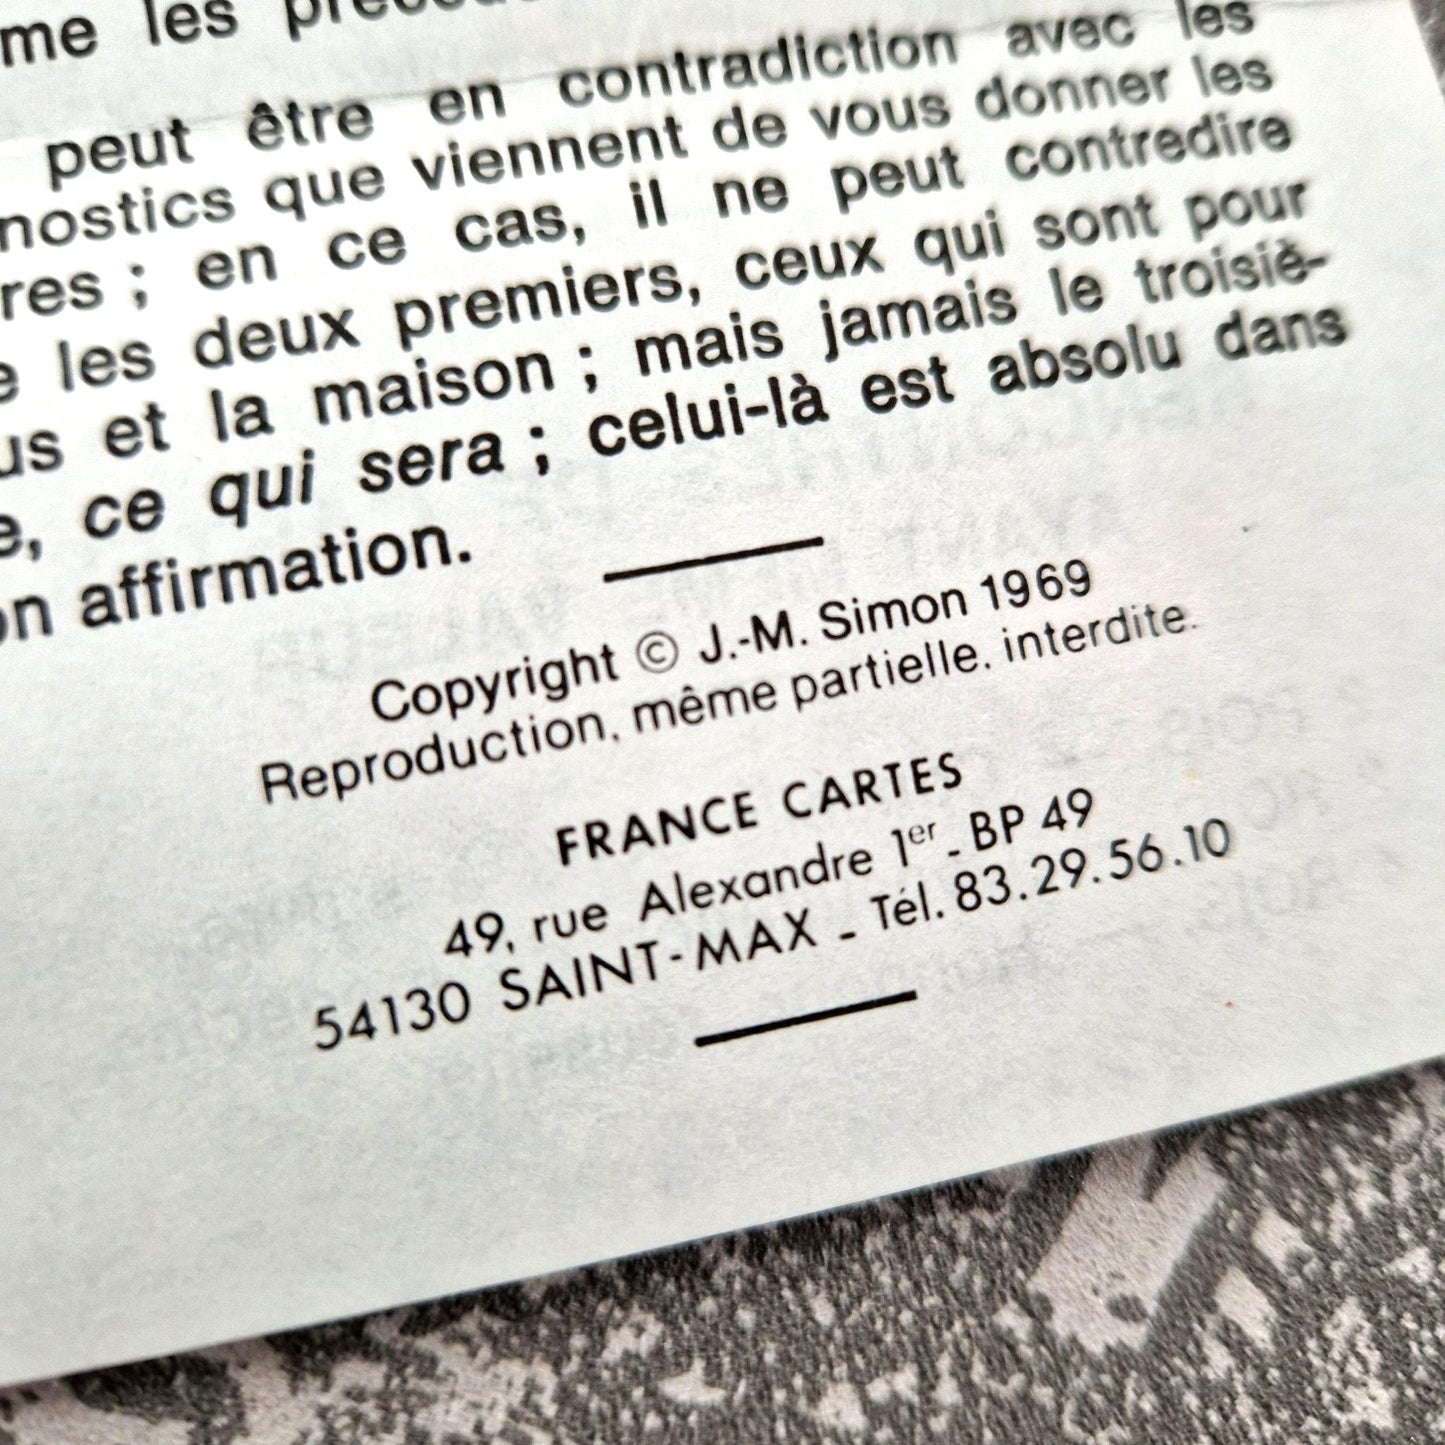 me les
peut être en contradiction avec les
nostics que viennent de vous donner les
res ; en ce cas, il ne peut contredire
e les deux premiers, ceux qui sont pour
us et la maison ; mais jamais le troisiè-
e, ce qui sera ; celui-là est absolu dans
on affirmation.
Copyright © J.-M. Simon 1969
Reproduction, même partielle, interdite.
FRANCE CARTES
49, rue Alexandre 1er - BP 49
54130 SAINT-MAX - Tél. 83.29.56.10